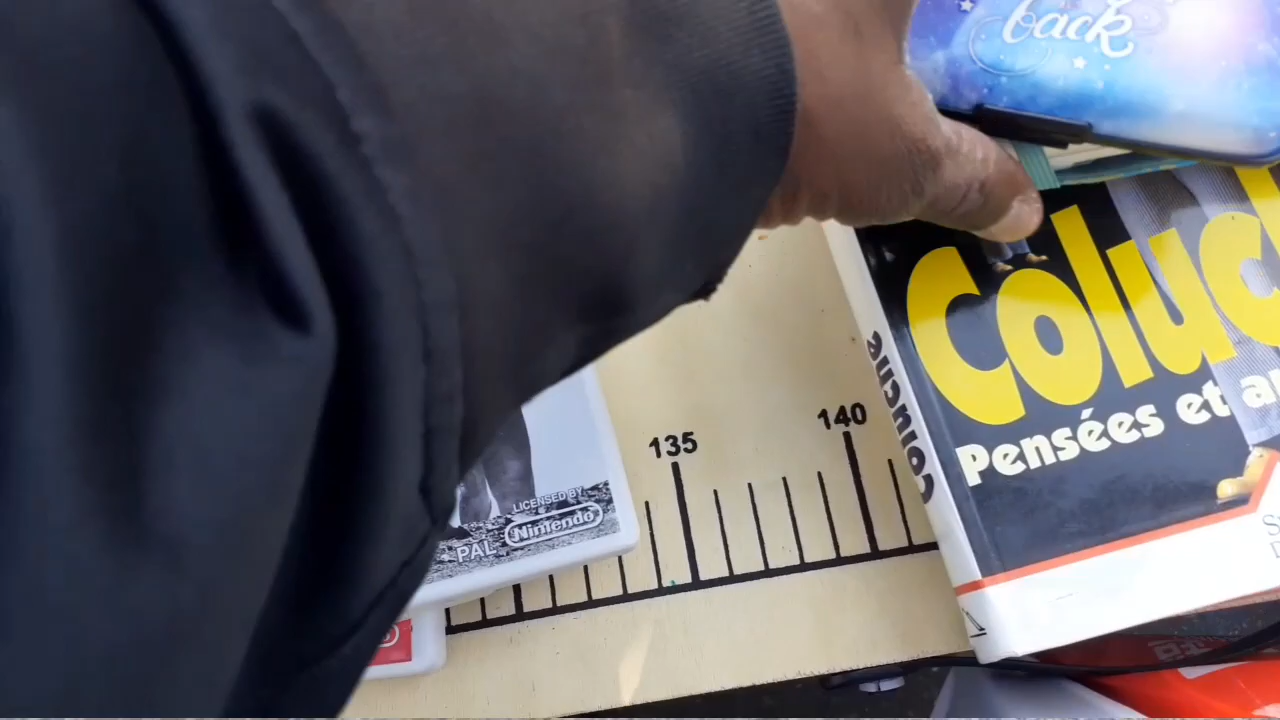 back
Coluc
Pensées et a
Coluche
135
140
LICENSED BY
Nintendo
PAL